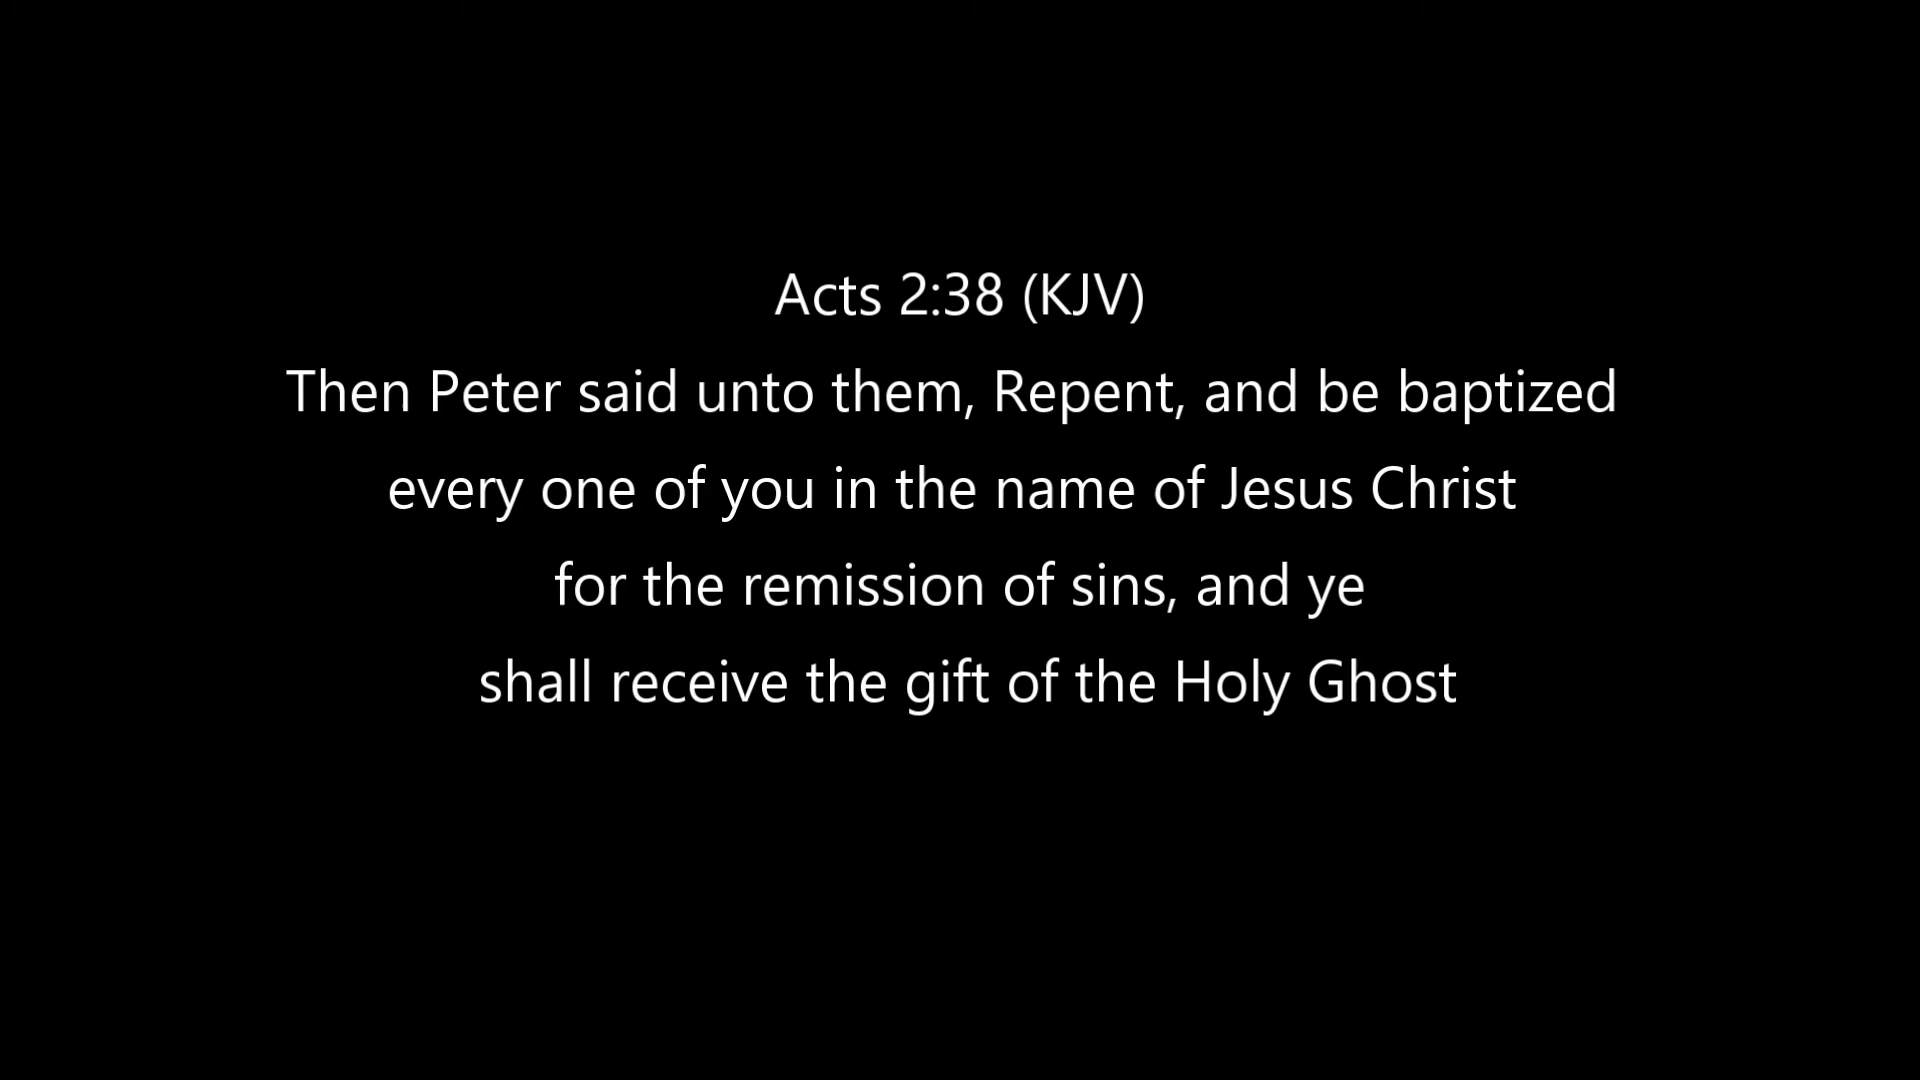 Acts 2:38 (KJV)
Then Peter said unto them, Repent, and be baptized
every one of you in the name of Jesus Christ
for the remission of sins, and ye
shall receive the gift of the Holy Ghost